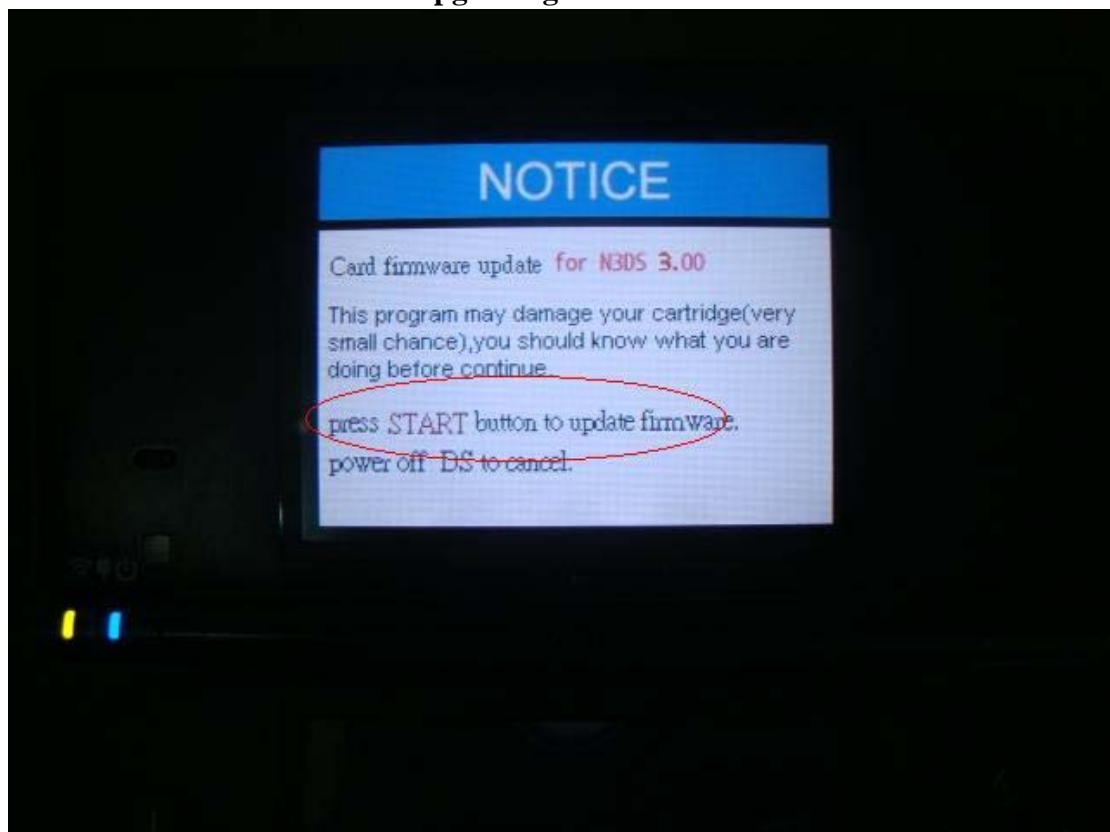 NOTICE
Card firmware update for N3DS 3.00
This program may damage your cartridge(very
small chance),you should know what you are
doing before continue.
press START button to update firmware.
power off DS to cancel.